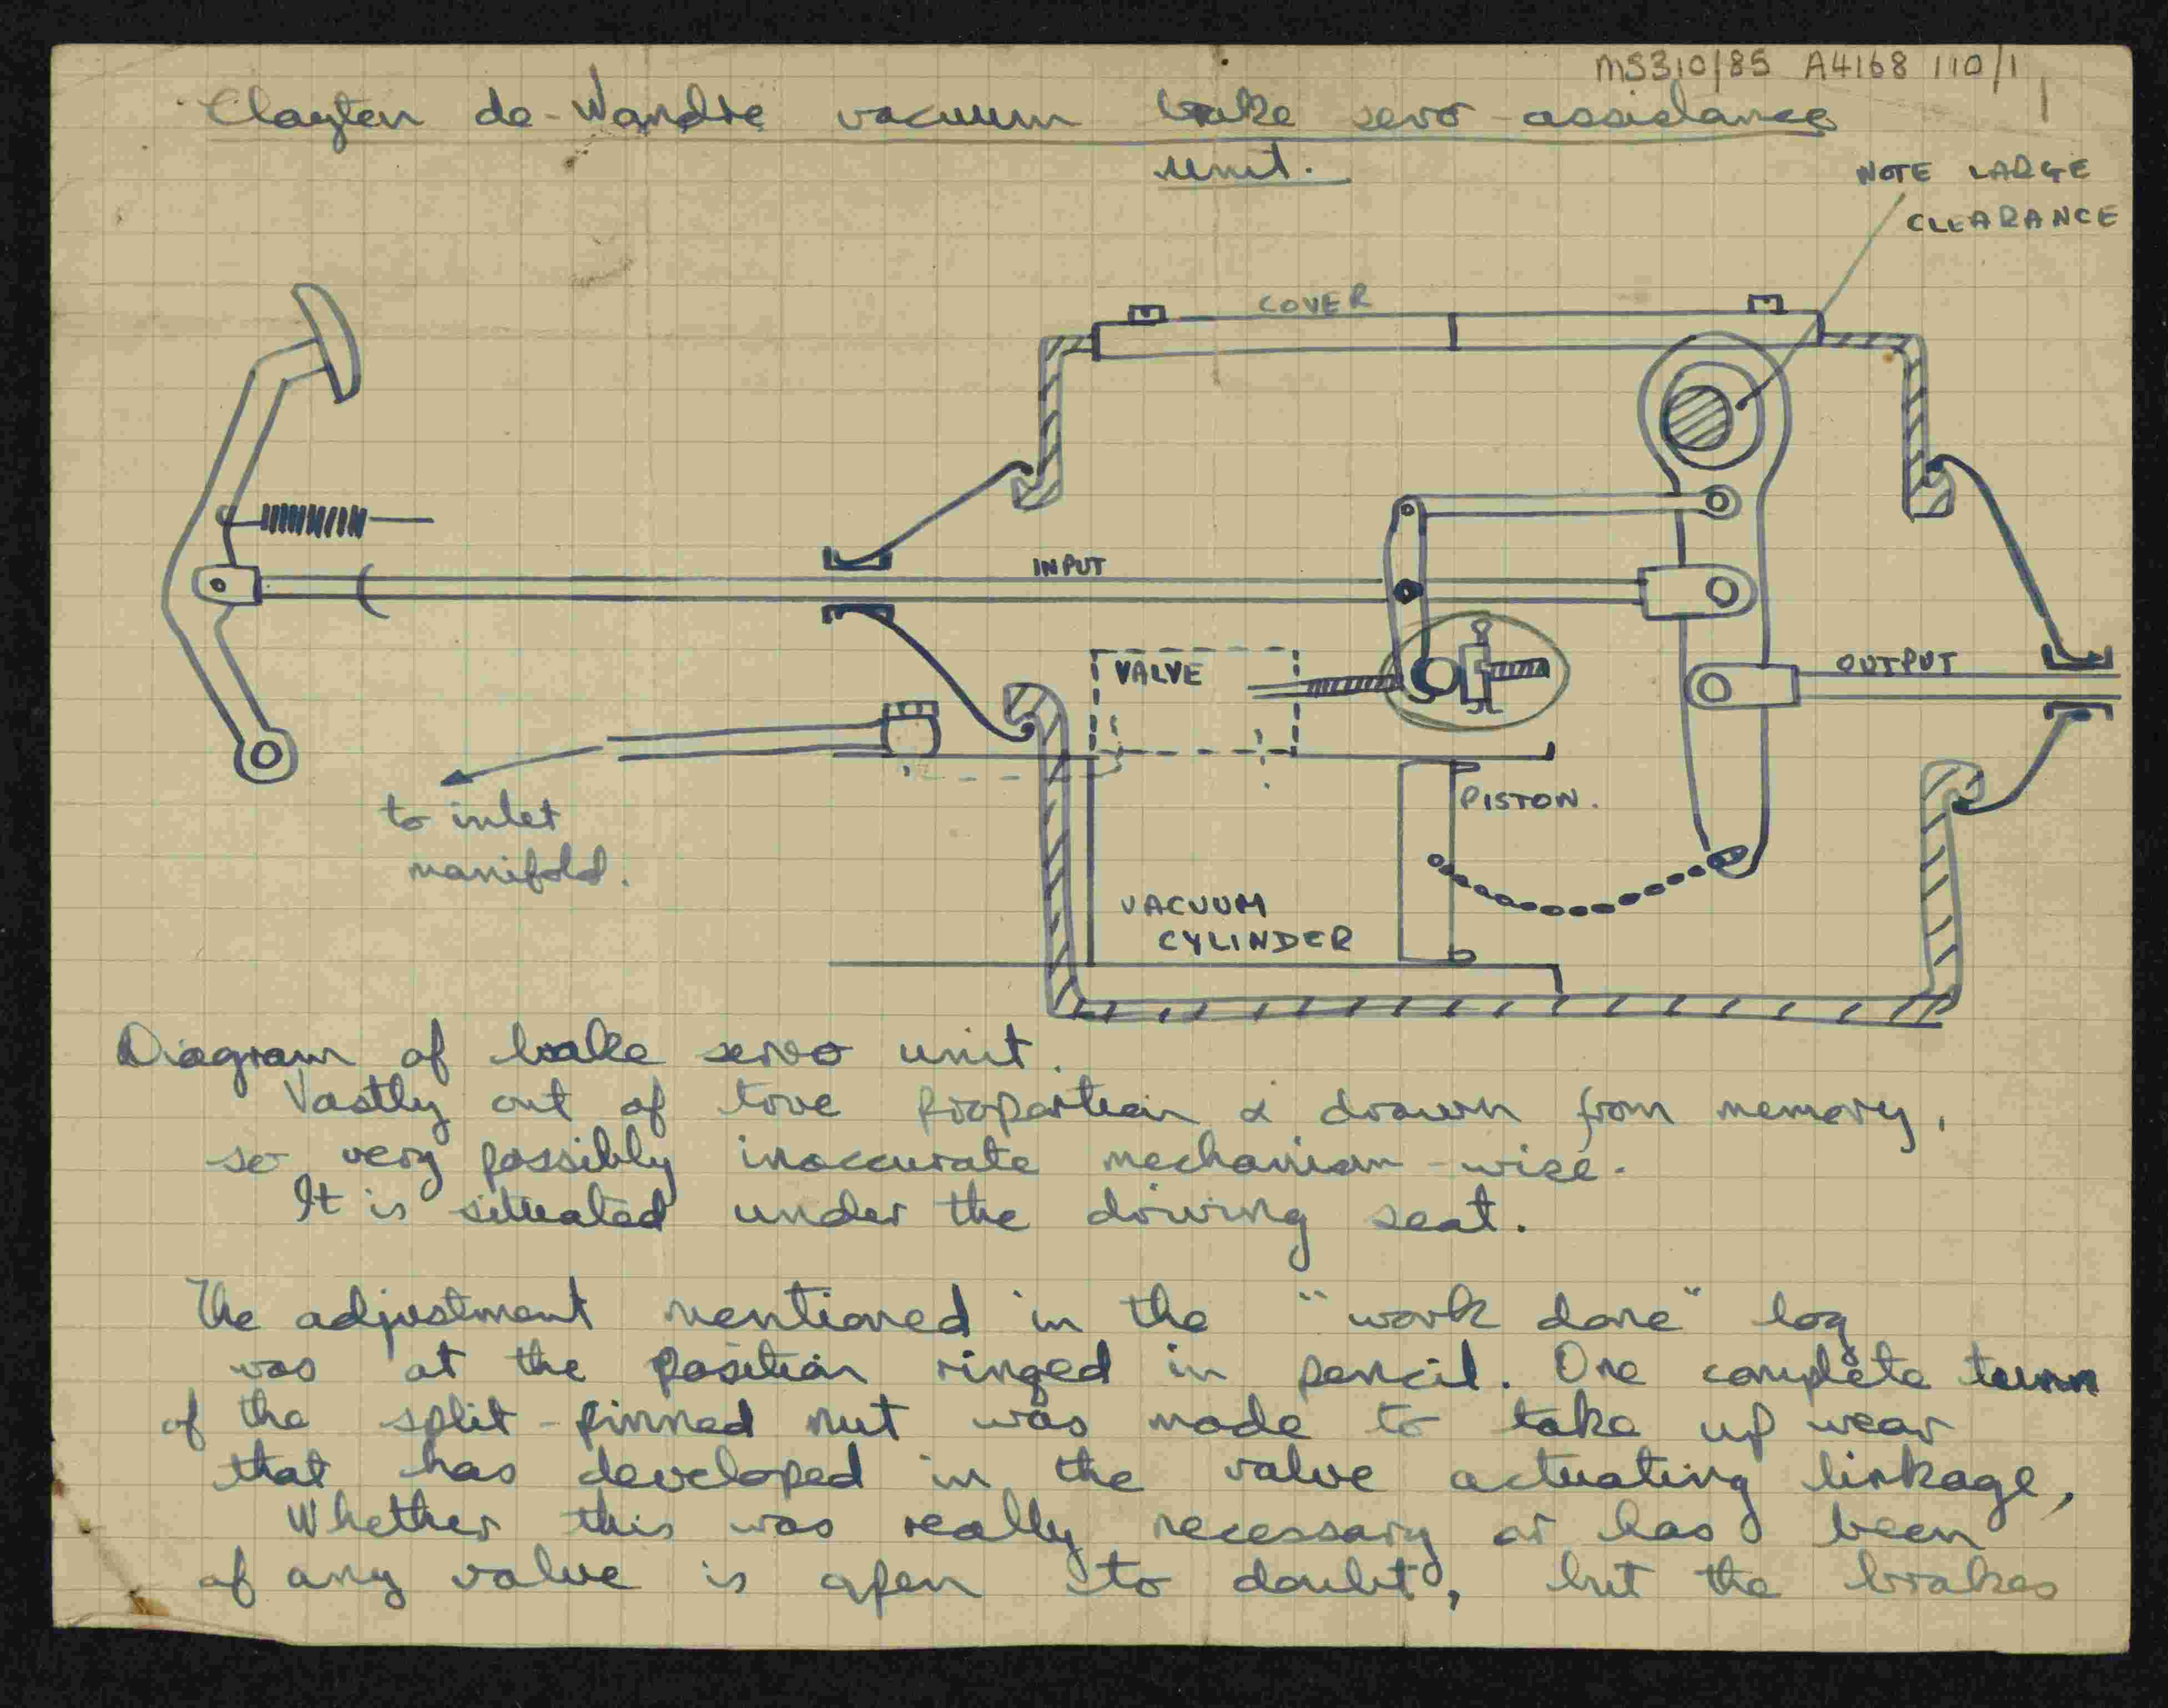 MS310/85 A4168 110/1
Clayton de-Wandre vacuum brake servo assistance
unit.
NOTE LARGE
CLEARANCE
COVER
INPUT
VALVE
OUTPUT
to inlet
manifold.
PISTON.
VACUUM
CYLINDER
Diagram of brake servo unit.
Vastly out of true proportion & drawn from memory,
so very possibly inaccurate mechanism-wise.
It is situated under the driving seat.
The adjustment mentioned in the "work done" log
was at the position ringed in pencil. One complete turn
of the split-pinned nut was made to take up wear
that has developed in the valve actuating linkage,
Whether this was really necessary or has been
of any value is open to doubt, but the brakes